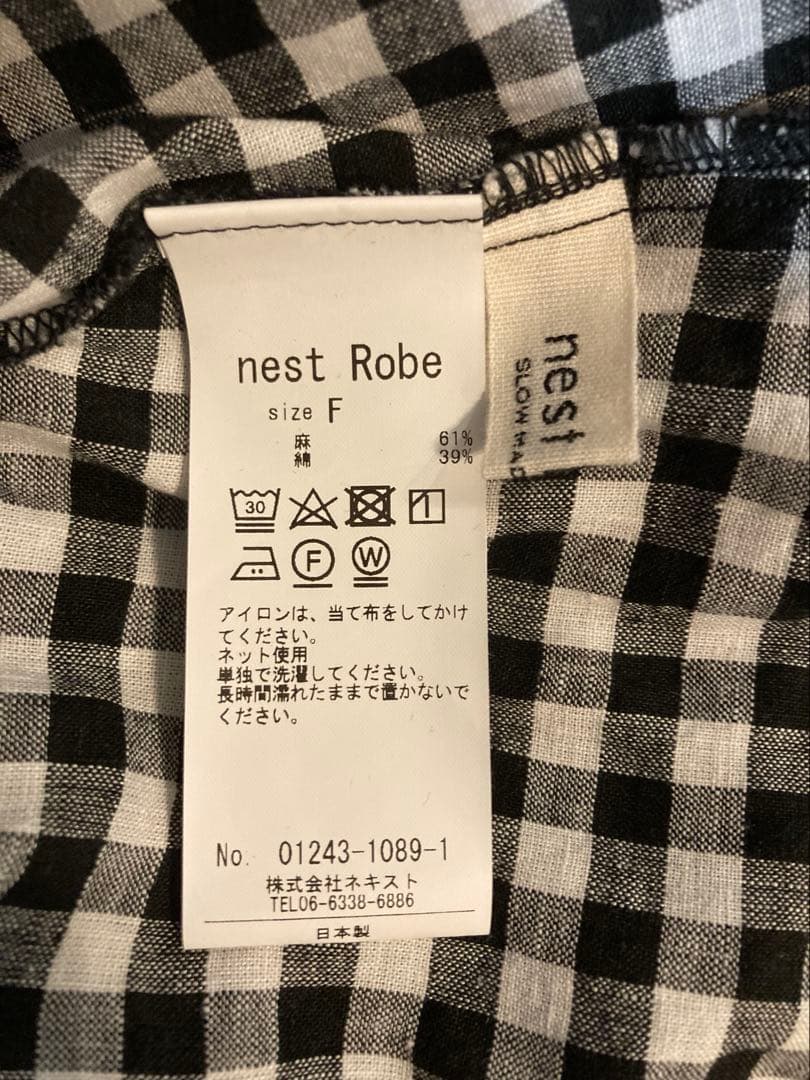 nest Robe
size F
麻 61%
綿 39%
30
F W
アイロンは、当て布をしてかけ
てください。
ネット使用
単独で洗濯してください。
長時間濡れたままで置かないで
ください。
No. 01243-1089-1
株式会社ネキスト
TEL06-6338-6886
日本製
nest
SLOW MAD